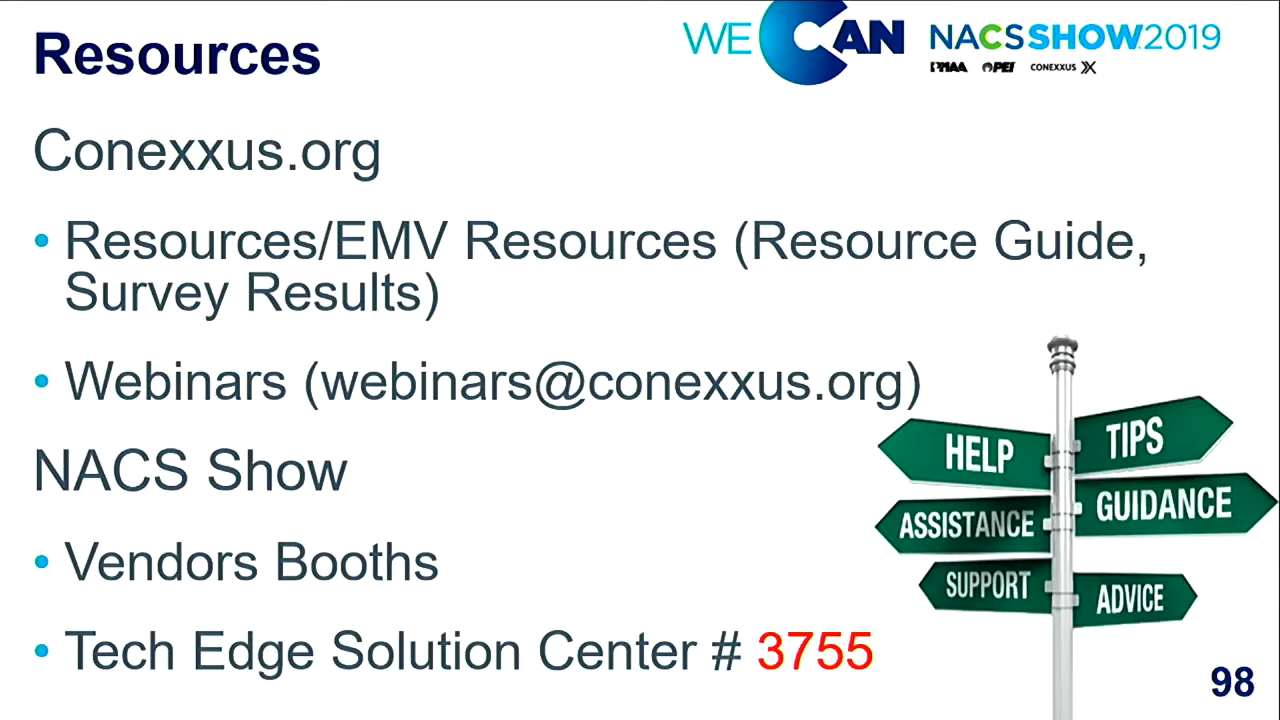 Resources
WE CAN
NACS SHOW 2019
PMAA PEI CONEXXUS
Conexxus.org
• Resources/EMV Resources (Resource Guide,
Survey Results)
• Webinars (webinars@conexxus.org)
NACS Show
• Vendors Booths
• Tech Edge Solution Center # 3755
HELP
TIPS
ASSISTANCE
GUIDANCE
SUPPORT
ADVICE
98